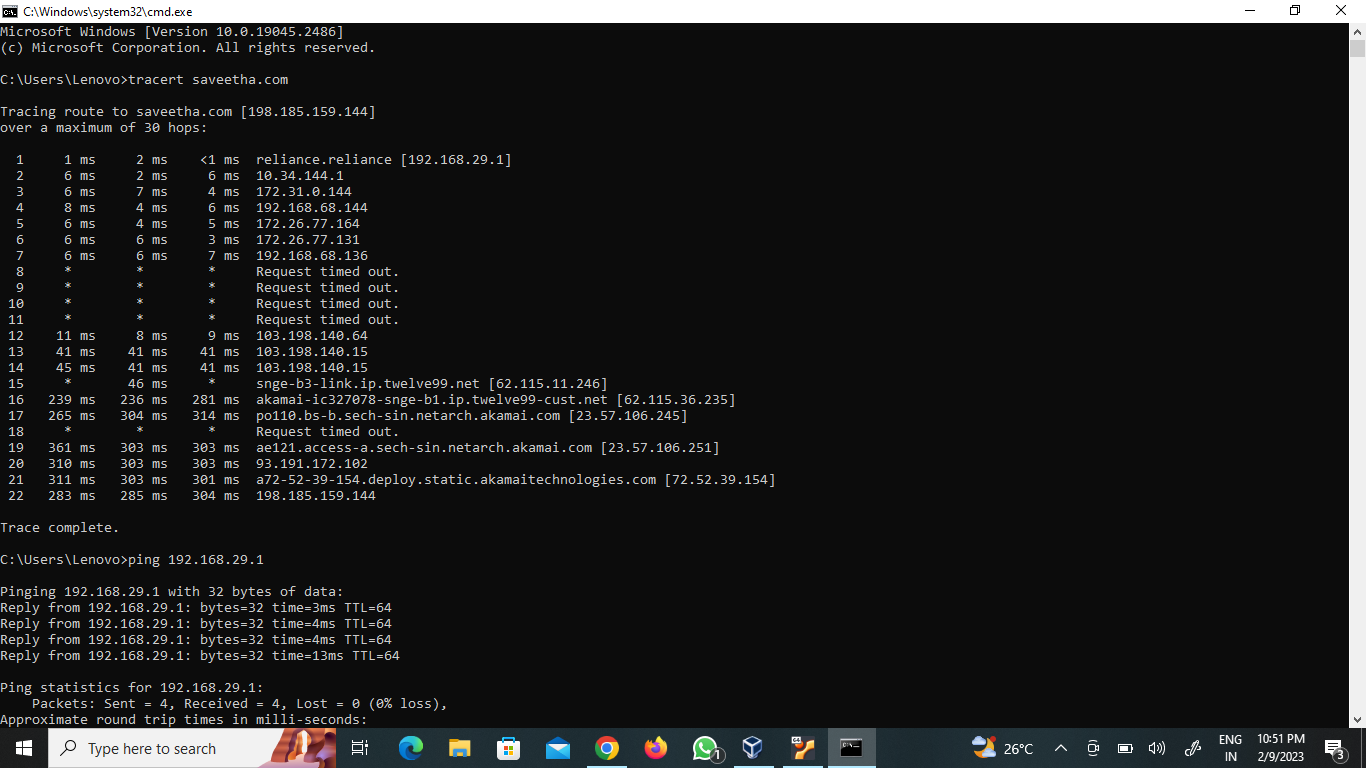 C:\Windows\system32\cmd.exe
Microsoft Windows [Version 10.0.19045.2486]
(c) Microsoft Corporation. All rights reserved.
C:\Users\Lenovo>tracert saveetha.com
Tracing route to saveetha.com [198.185.159.144]
over a maximum of 30 hops:
1 1 ms 2 ms <1 ms reliance.reliance [192.168.29.1]
2 6 ms 2 ms 6 ms 10.34.144.1
3 6 ms 7 ms 4 ms 172.31.0.144
4 8 ms 4 ms 6 ms 192.168.68.144
5 6 ms 4 ms 5 ms 172.26.77.164
6 6 ms 6 ms 3 ms 172.26.77.131
7 6 ms 6 ms 7 ms 192.168.68.136
8 * * * Request timed out.
9 * * * Request timed out.
10 * * * Request timed out.
11 * * * Request timed out.
12 11 ms 8 ms 9 ms 103.198.140.64
13 41 ms 41 ms 41 ms 103.198.140.15
14 45 ms 41 ms 41 ms 103.198.140.15
15 * 46 ms * snge-b3-link.ip.twelve99.net [62.115.11.246]
16 239 ms 236 ms 281 ms akamai-ic327078-snge-b1.ip.twelve99-cust.net [62.115.36.235]
17 265 ms 304 ms 314 ms po110.bs-b.sech-sin.netarch.akamai.com [23.57.106.245]
18 * * * Request timed out.
19 361 ms 303 ms 303 ms ae121.access-a.sech-sin.netarch.akamai.com [23.57.106.251]
20 310 ms 303 ms 303 ms 93.191.172.102
21 311 ms 303 ms 301 ms a72-52-39-154.deploy.static.akamaitechnologies.com [72.52.39.154]
22 283 ms 285 ms 304 ms 198.185.159.144
Trace complete.
C:\Users\Lenovo>ping 192.168.29.1
Pinging 192.168.29.1 with 32 bytes of data:
Reply from 192.168.29.1: bytes=32 time=3ms TTL=64
Reply from 192.168.29.1: bytes=32 time=4ms TTL=64
Reply from 192.168.29.1: bytes=32 time=4ms TTL=64
Reply from 192.168.29.1: bytes=32 time=13ms TTL=64
Ping statistics for 192.168.29.1:
Packets: Sent = 4, Received = 4, Lost = 0 (0% loss),
Approximate round trip times in milli-seconds:
Type here to search
1
64
26°C
ENG
IN
10:51 PM
2/9/2023
3